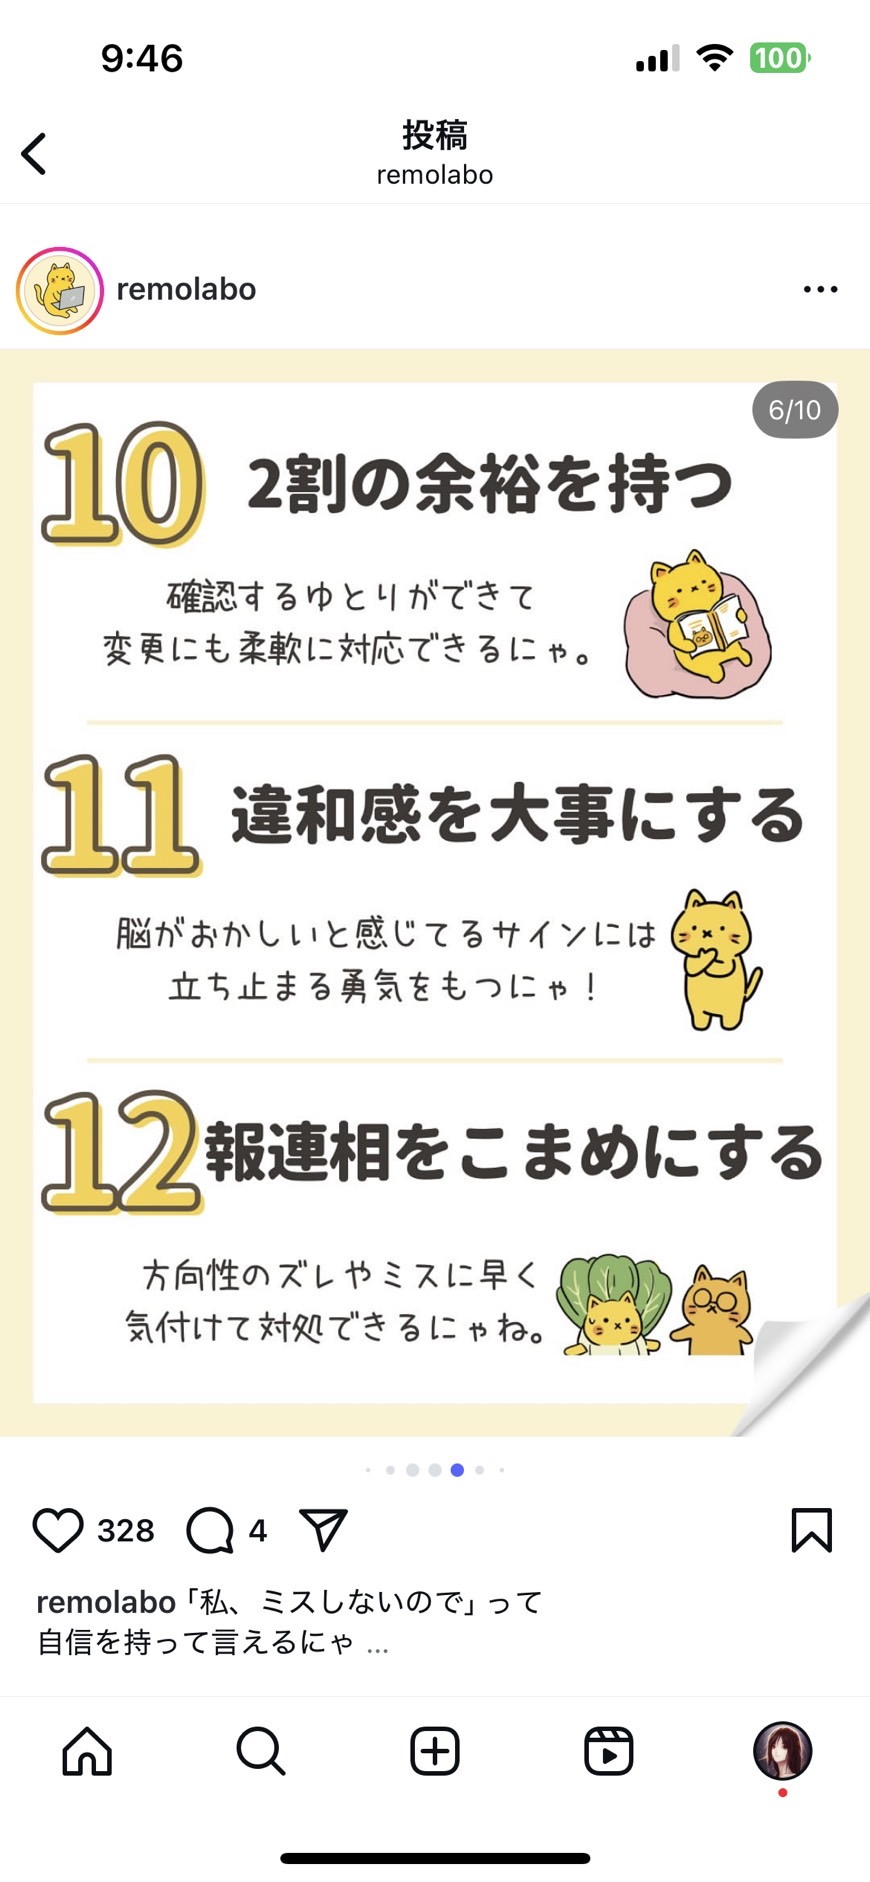 9:46
100
投稿
remolabo
remolabo
6/10
10 2割の余裕を持つ
確認するゆとりができて
変更にも柔軟に対応できるにゃ。
11 違和感を大事にする
脳がおかしいと感じてるサインには
立ち止まる勇気をもつにゃ！
12 報連相をこまめにする
方向性のズレやミスに早く
気付けて対処できるにゃね。
328 4
remolabo 「私、ミスしないので」って
自信を持って言えるにゃ ...